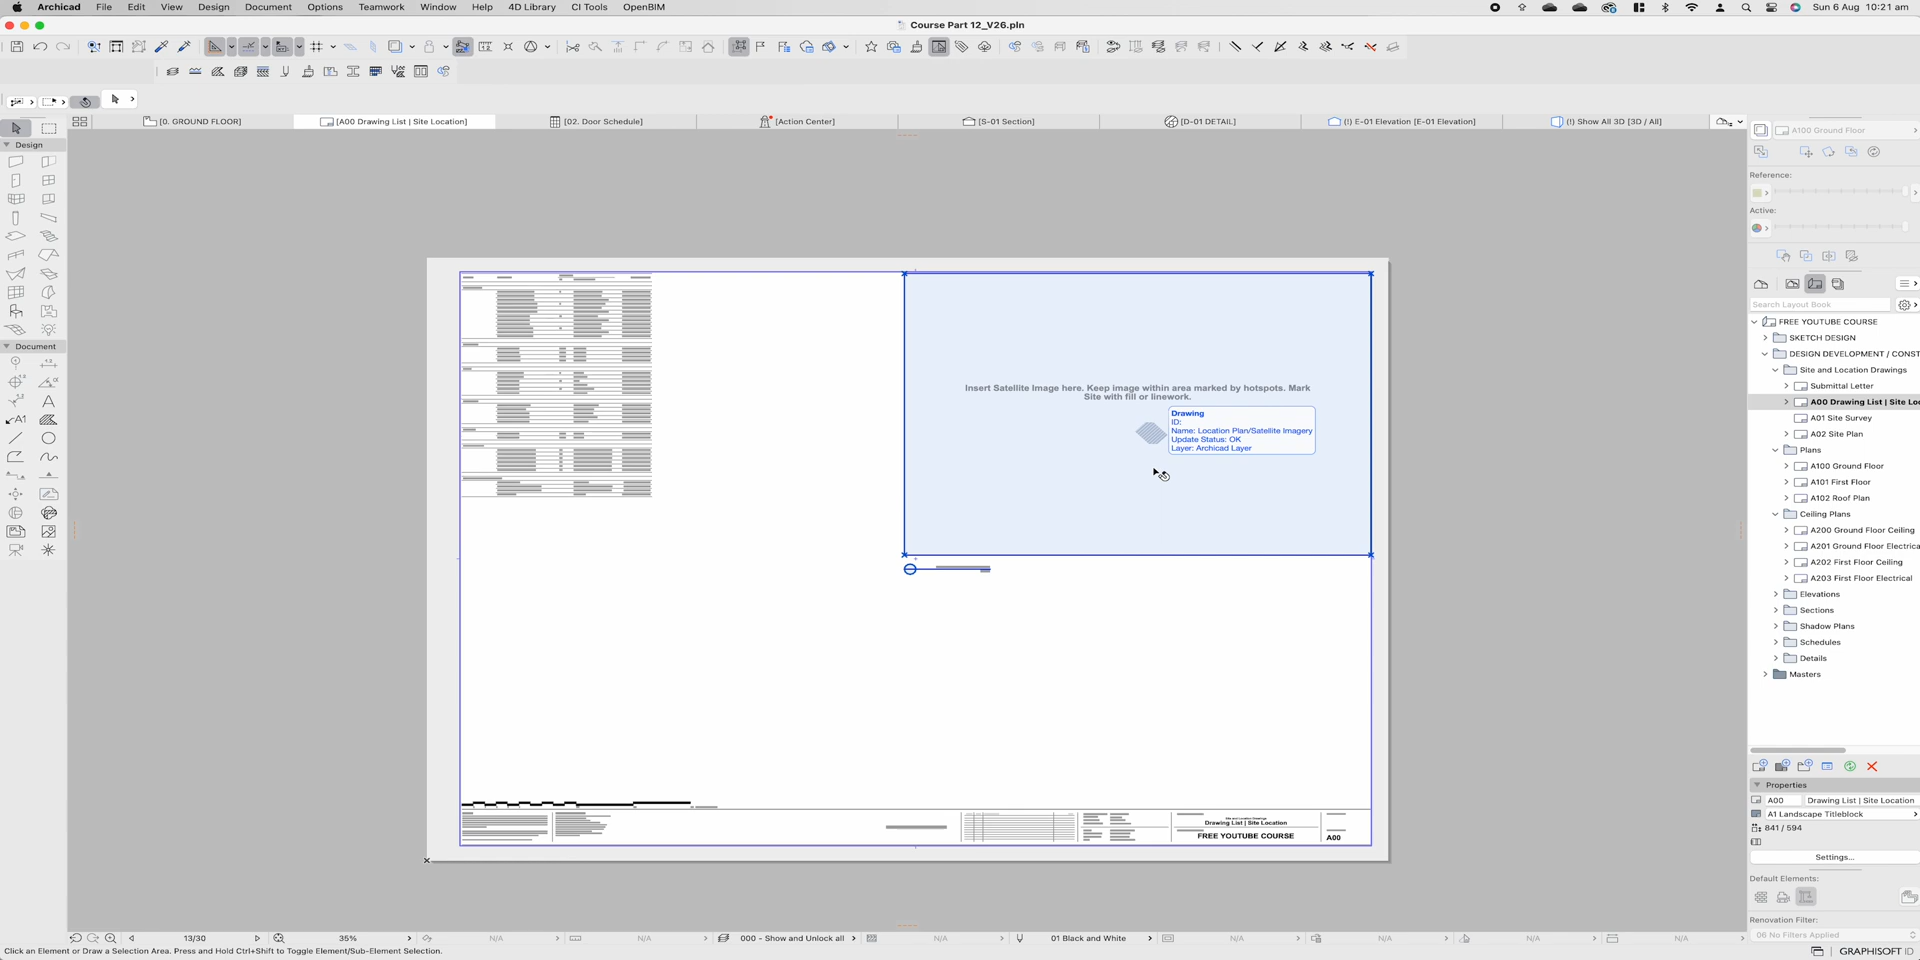 Archicad File Edit View Design Document Options Teamwork Window Help 4D Library CI Tools OpenBIM
Sun 6 Aug 10:21 am
Course Part 12_V26.pln
[0. GROUND FLOOR]
[A00 Drawing List | Site Location]
[02. Door Schedule]
[Action Center]
[S-01 Section]
[D-01 DETAIL]
(!) E-01 Elevation [E-01 Elevation]
(!) Show All 3D [3D / All]
Design
Document
A1
Insert Satellite Image here. Keep image within area marked by hotspots. Mark
Site with fill or linework.
Drawing
ID:
Name: Location Plan/Satellite Imagery
Update Status: OK
Layer: Archicad Layer
Drawing List | Site Location
FREE YOUTUBE COURSE
A00
A100 Ground Floor
Reference:
Active:
Search Layout Book
FREE YOUTUBE COURSE
SKETCH DESIGN
DESIGN DEVELOPMENT / CONST
Site and Location Drawings
Submittal Letter
A00 Drawing List | Site Lo
A01 Site Survey
A02 Site Plan
Plans
A100 Ground Floor
A101 First Floor
A102 Roof Plan
Ceiling Plans
A200 Ground Floor Ceiling
A201 Ground Floor Electrica
A202 First Floor Ceiling
A203 First Floor Electrical
Elevations
Sections
Shadow Plans
Schedules
Details
Masters
Properties
A00 Drawing List | Site Location
A1 Landscape Titleblock
841 / 594
Settings...
Default Elements:
Renovation Filter:
06 No Filters Applied
13/30 35% N/A N/A 000 - Show and Unlock all N/A 01 Black and White N/A N/A N/A N/A
Click an Element or Draw a Selection Area. Press and Hold Ctrl+Shift to Toggle Element/Sub-Element Selection.
GRAPHISOFT ID